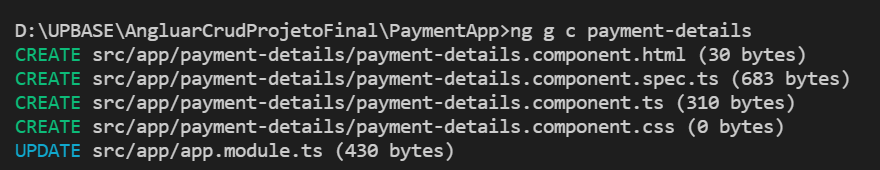 D:\UPBASE\AngluarCrudProjetoFinal\PaymentApp>ng g c payment-details
CREATE src/app/payment-details/payment-details.component.html (30 bytes)
CREATE src/app/payment-details/payment-details.component.spec.ts (683 bytes)
CREATE src/app/payment-details/payment-details.component.ts (310 bytes)
CREATE src/app/payment-details/payment-details.component.css (0 bytes)
UPDATE src/app/app.module.ts (430 bytes)